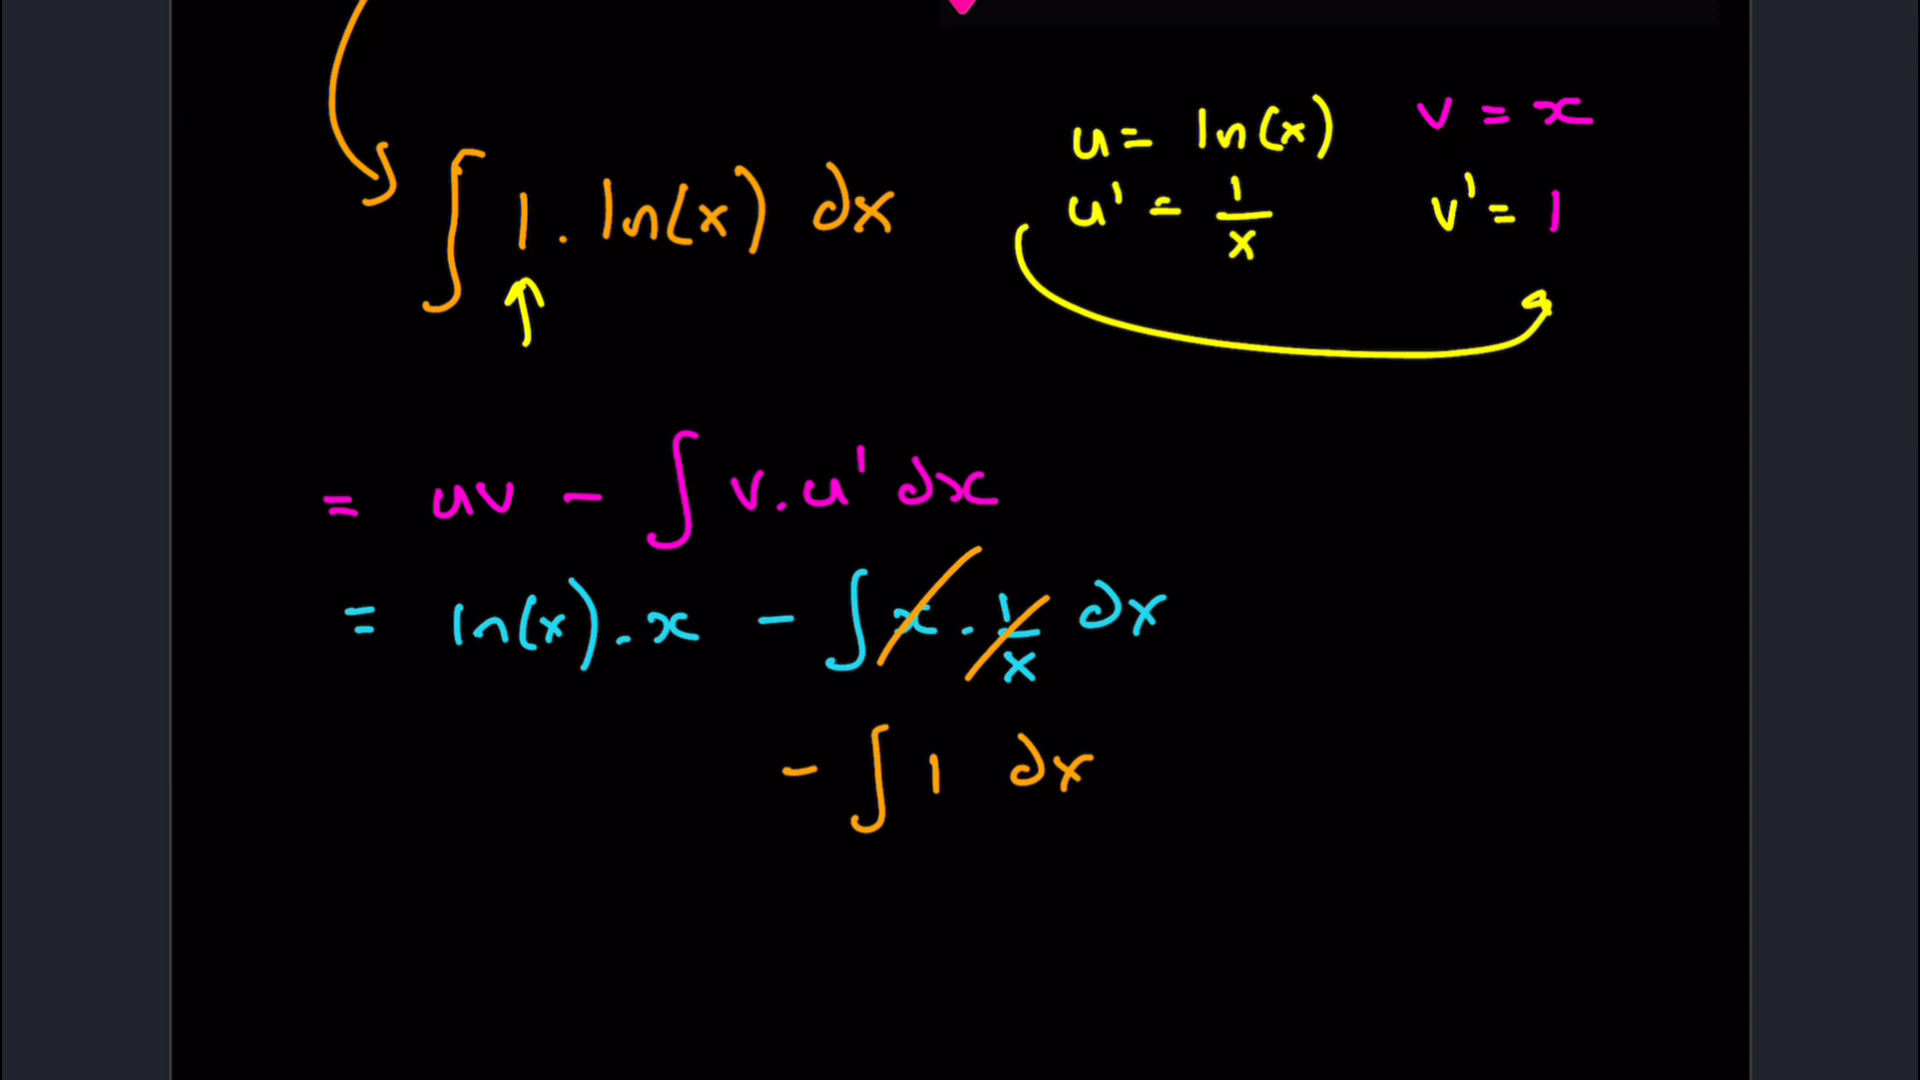 ∫ 1 . ln(x) dx
u = ln(x) v = x
u' = 1/x v' = 1
= uv - ∫ v . u' dx
= ln(x) . x - ∫ x . 1/x dx
- ∫ 1 dx